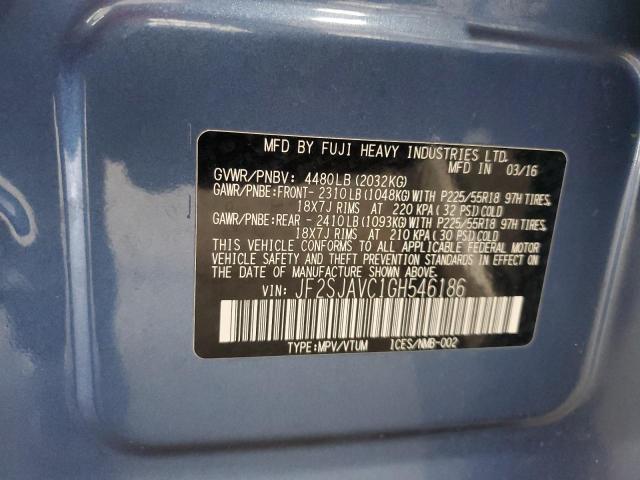 MFD BY FUJI HEAVY INDUSTRIES LTD.
MFD IN 03/16
GVWR/PNBV: 4480LB(2032KG)
GAWR/PNBE:FRONT- 2310LB(1048KG)WITH P225/55R18 97H TIRES,
18X7J RIMS AT 220 KPA(32 PSI)COLD
GAWR/PNBE:REAR - 2410LB(1093KG)WITH P225/55R18 97H TIRES,
18X7J RIMS AT 210 KPA(30 PSI)COLD
THIS VEHICLE CONFORMS TO ALL APPLICABLE FEDERAL MOTOR
VEHICLE SAFETY AND THEFT PREVENTION STANDARDS IN EFFECT ON
THE DATE OF MANUFACTURE SHOWN ABOVE.
VIN: JF2SJAVC1GH546186
TYPE:MPV/VTUM ICES/NMB-002